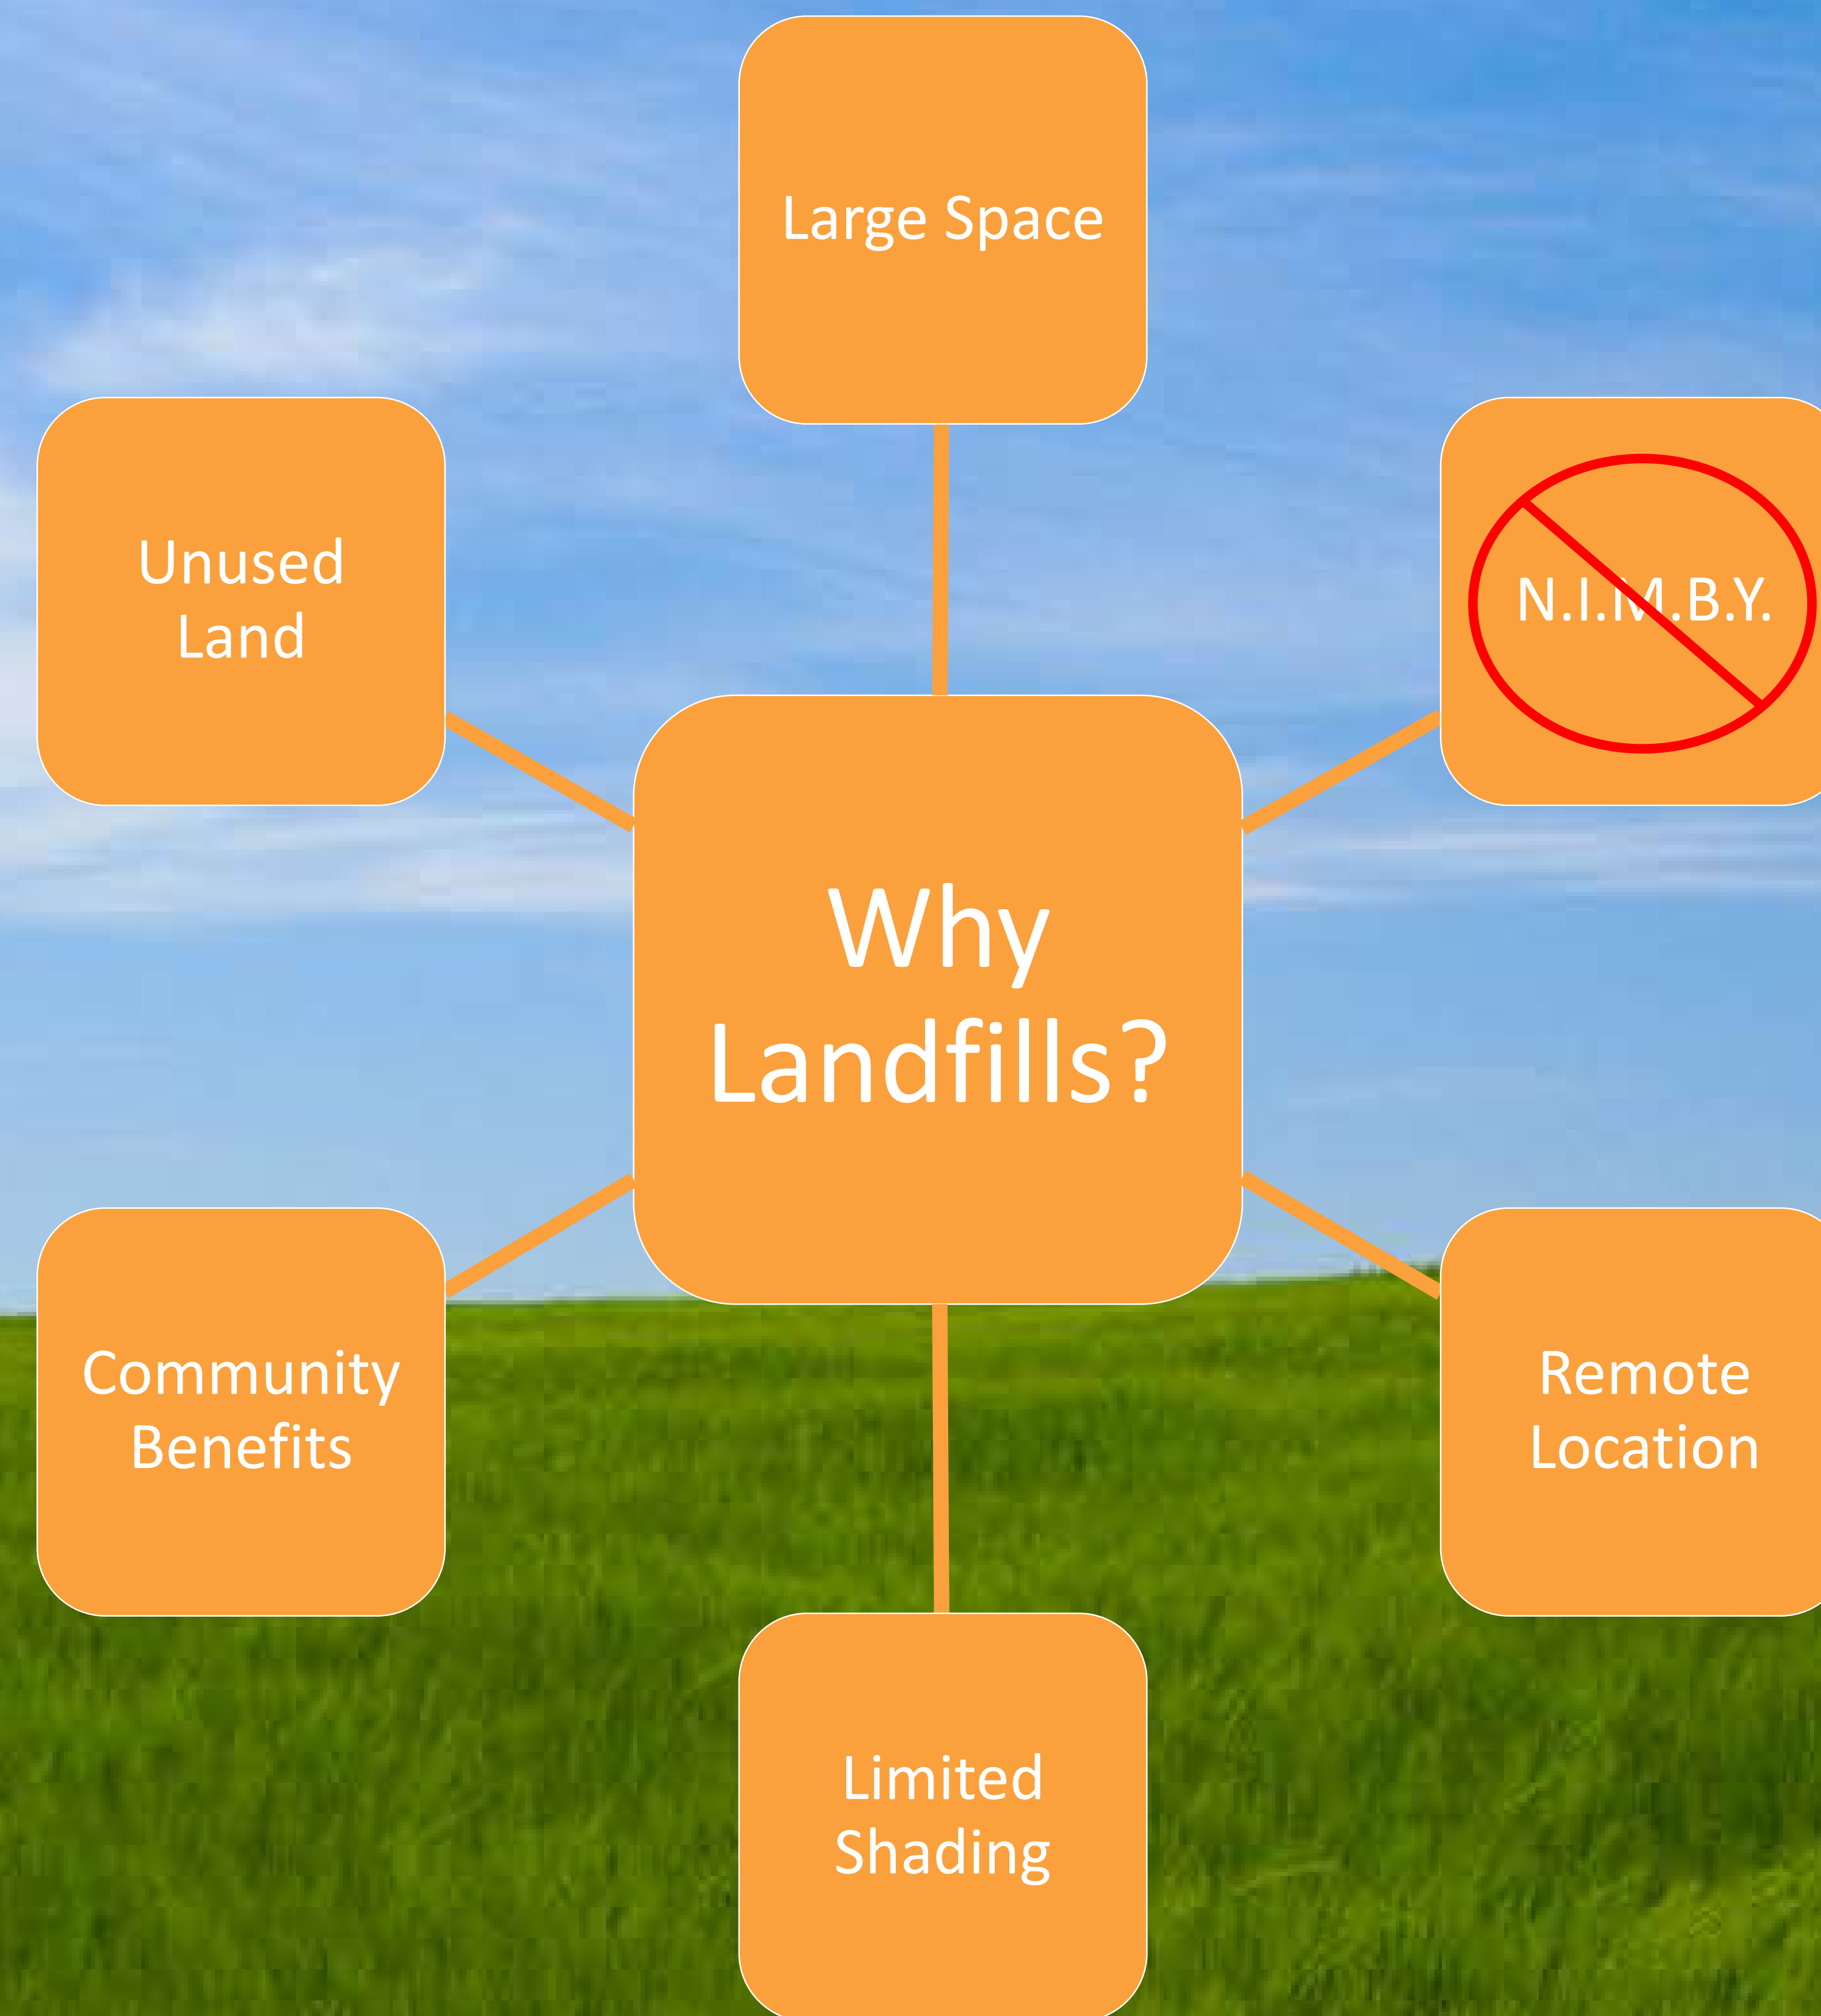 Large Space
Unused
Land
N.I.M.B.Y.
Why
Landfills?
Community
Benefits
Remote
Location
Limited
Shading